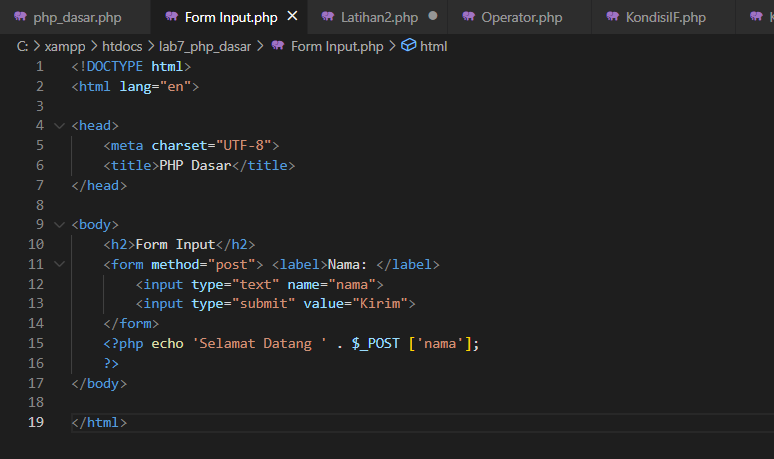 php_dasar.php Form Input.php Latihan2.php Operator.php KondisiIF.php
C: > xampp > htdocs > lab7_php_dasar > Form Input.php > html
1 <!DOCTYPE html>
2 <html lang="en">
3
4 <head>
5 <meta charset="UTF-8">
6 <title>PHP Dasar</title>
7 </head>
8
9 <body>
10 <h2>Form Input</h2>
11 <form method="post"> <label>Nama: </label>
12 <input type="text" name="nama">
13 <input type="submit" value="Kirim">
14 </form>
15 <?php echo 'Selamat Datang ' . $_POST ['nama'];
16 ?>
17 </body>
18
19 </html>